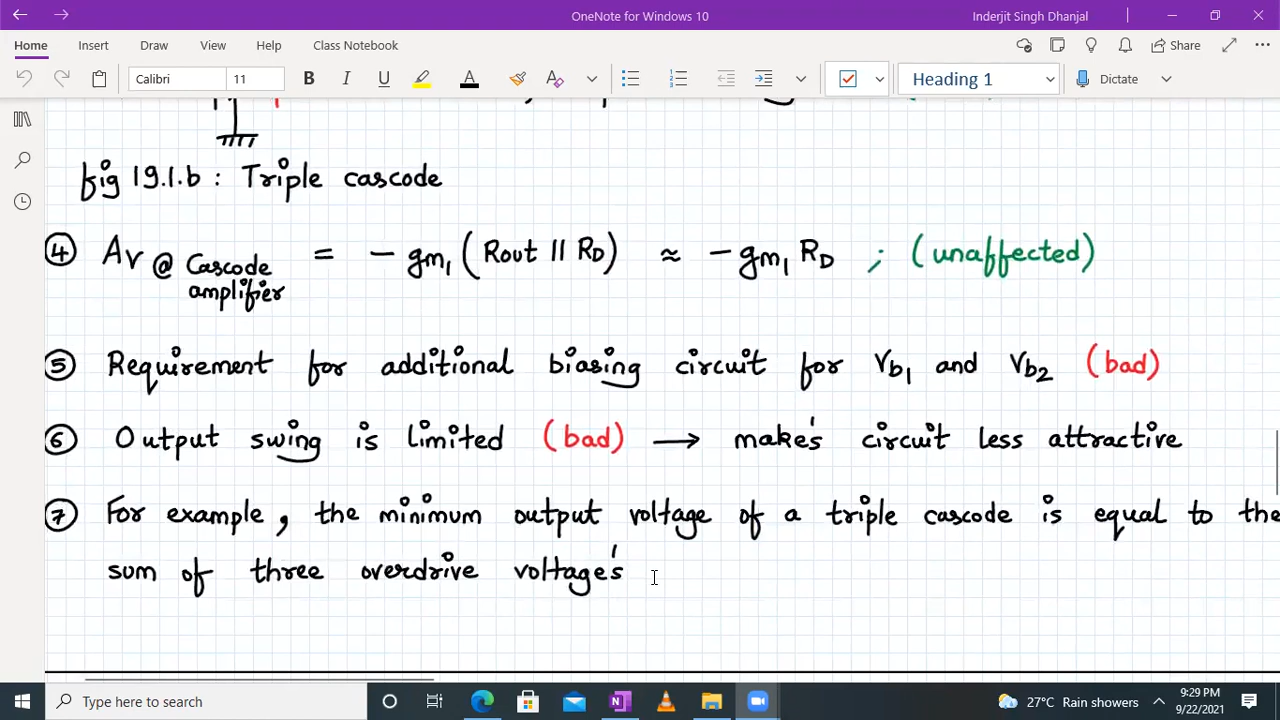 OneNote for Windows 10
Inderjit Singh Dhanjal
Home Insert Draw View Help Class Notebook Share
Calibri 11 B I U A Heading 1 Dictate
fig 19.1.b : Triple cascode
④ Av @ Cascode amplifier = - gm1 ( Rout || RD ) ≈ - gm1 RD ; (unaffected)
⑤ Requirement for additional biasing circuit for Vb1 and Vb2 (bad)
⑥ Output swing is limited (bad) → make's circuit less attractive
⑦ For example, the minimum output voltage of a triple cascode is equal to the
sum of three overdrive voltage's
Type here to search
27°C Rain showers
9:29 PM
9/22/2021